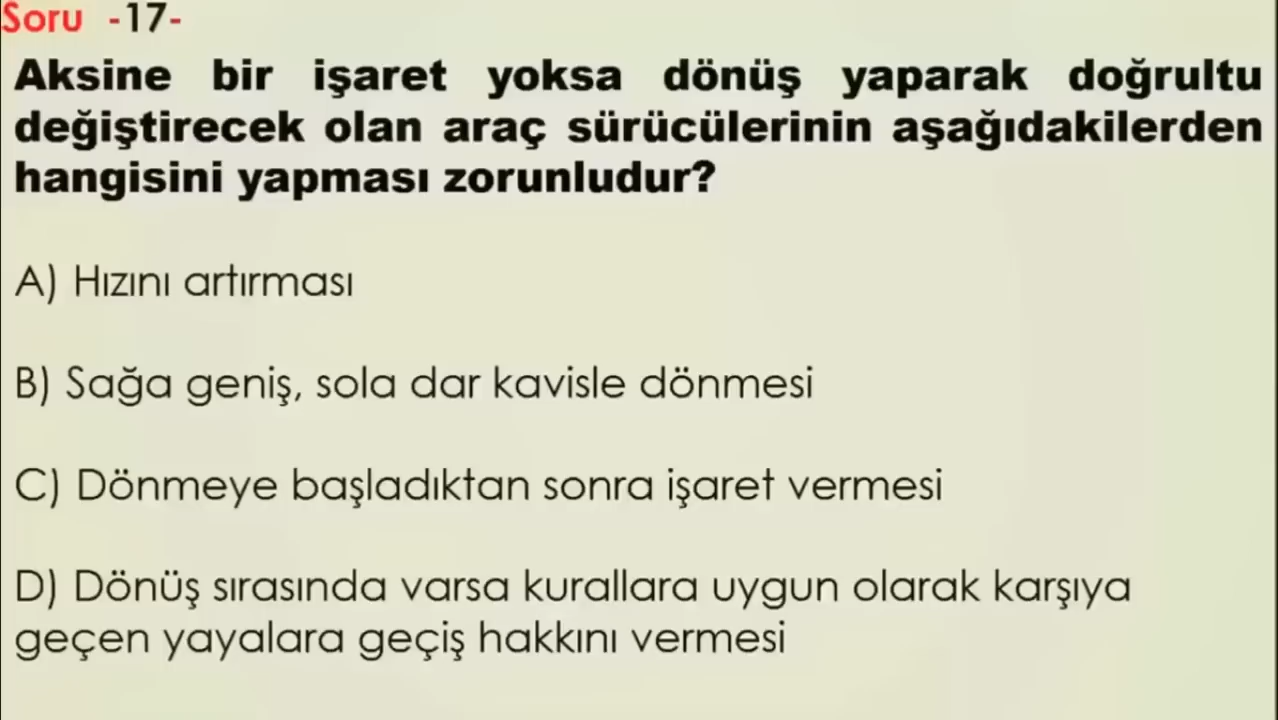 Soru -17-
Aksine bir işaret yoksa dönüş yaparak doğrultu
değiştirecek olan araç sürücülerinin aşağıdakilerden
hangisini yapması zorunludur?
A) Hızını artırması
B) Sağa geniş, sola dar kavisle dönmesi
C) Dönmeye başladıktan sonra işaret vermesi
D) Dönüş sırasında varsa kurallara uygun olarak karşıya
geçen yayalara geçiş hakkını vermesi